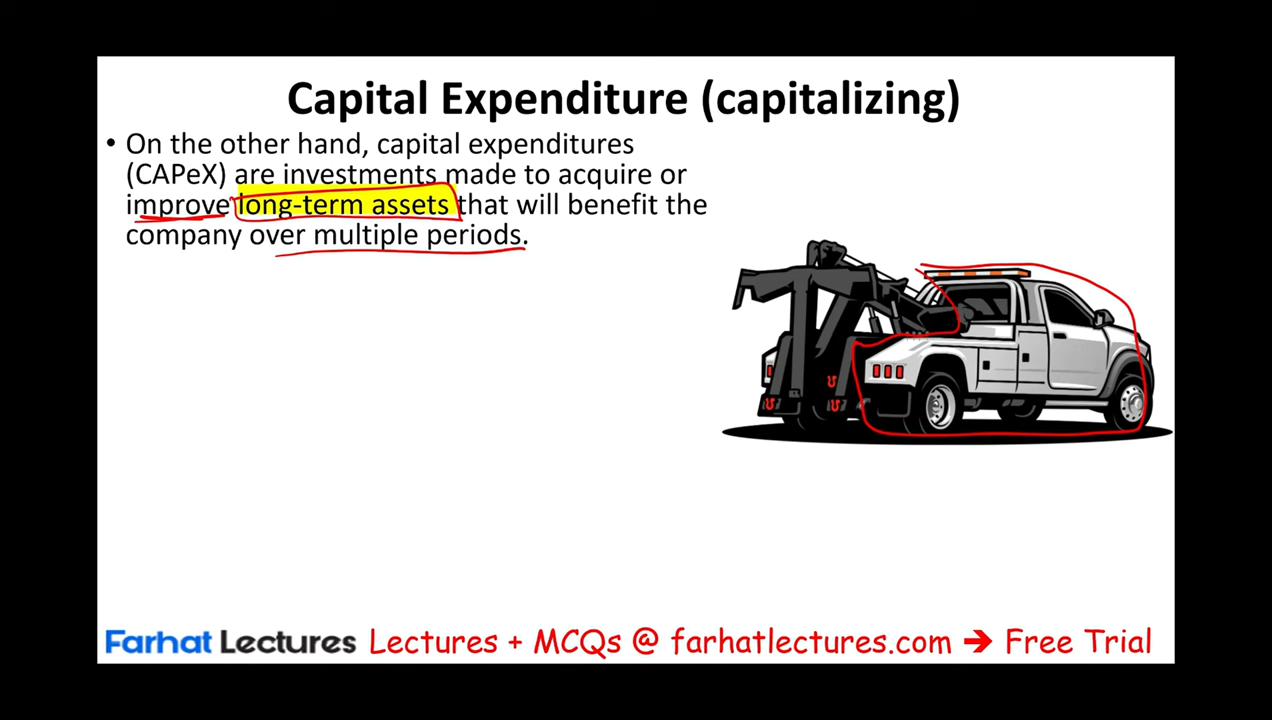 Capital Expenditure (capitalizing)
• On the other hand, capital expenditures
(CAPeX) are investments made to acquire or
improve long-term assets that will benefit the
company over multiple periods.
Farhat Lectures Lectures + MCQs @ farhatlectures.com → Free Trial